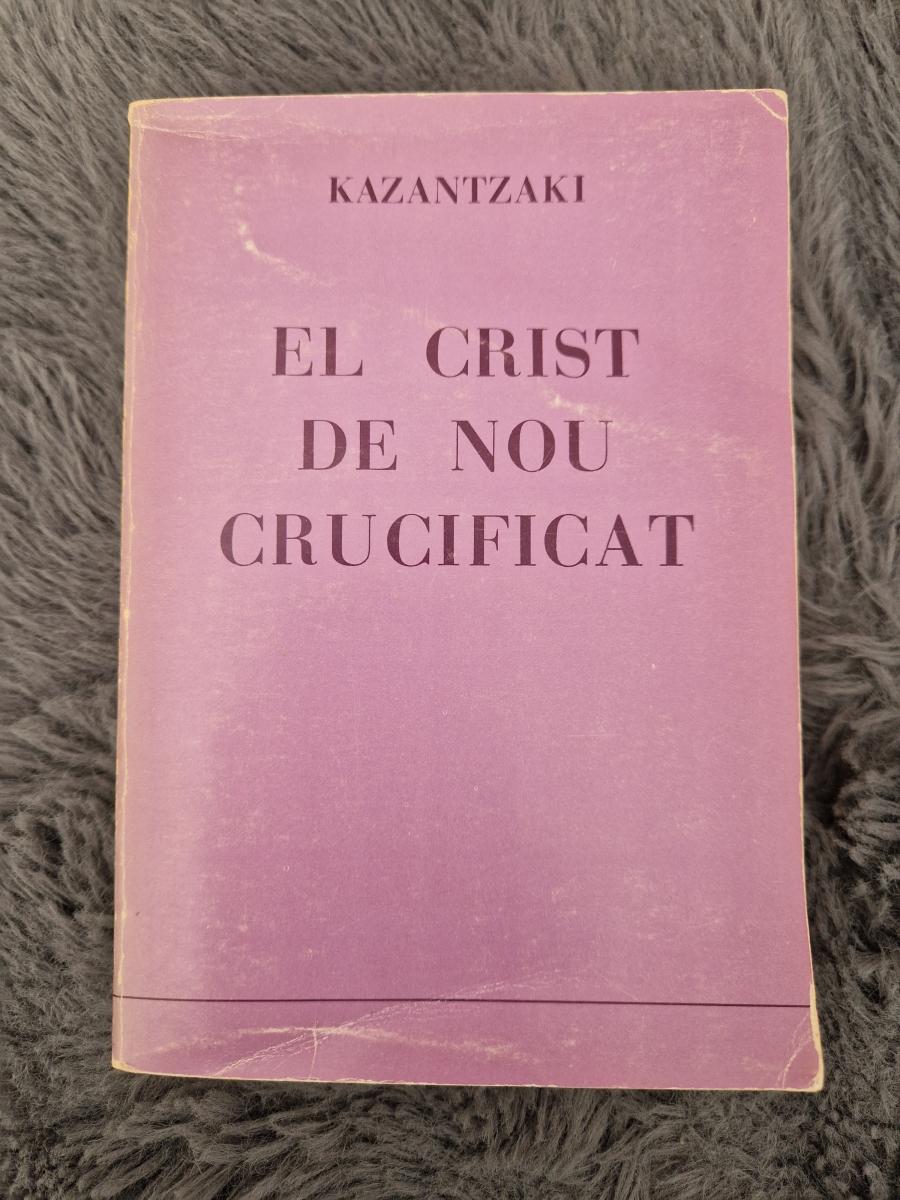 KAZANTZAKI
EL CRIST
DE NOU
CRUCIFICAT